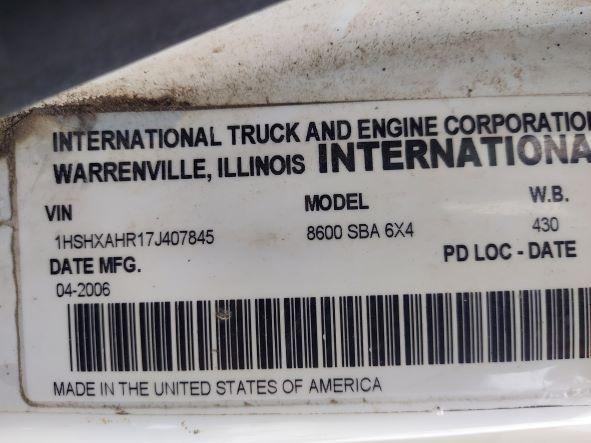 INTERNATIONAL TRUCK AND ENGINE CORPORATIO
WARRENVILLE, ILLINOIS INTERNATIONA
VIN MODEL W.B.
1HSHXAHR17J407845 8600 SBA 6X4 430
DATE MFG. PD LOC - DATE
04-2006
MADE IN THE UNITED STATES OF AMERICA